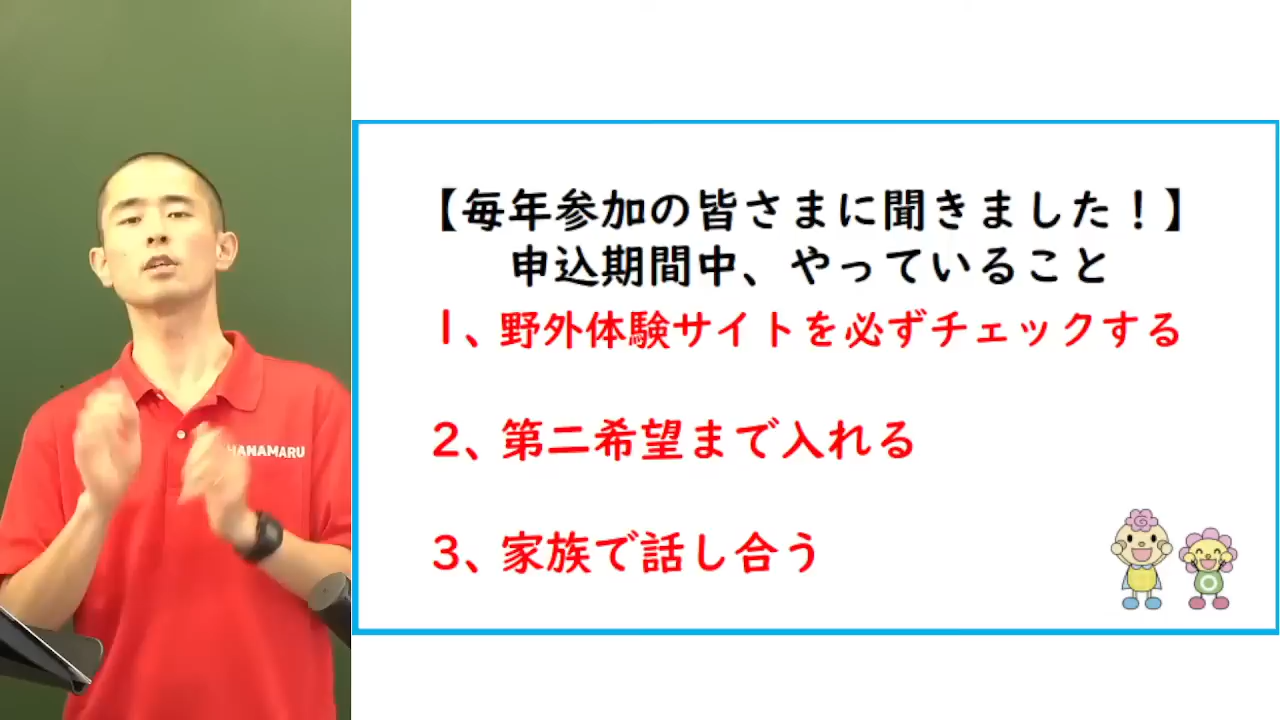 HANAMARU
【毎年参加の皆さまに聞きました！】
申込期間中、やっていること
1、野外体験サイトを必ずチェックする
2、第二希望まで入れる
3、家族で話し合う